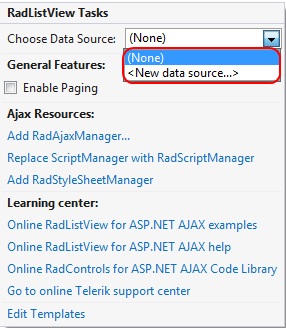 RadListView Tasks
Choose Data Source: (None)
(None)
<New data source...>
General Features:
Enable Paging
Ajax Resources:
Add RadAjaxManager...
Replace ScriptManager with RadScriptManager
Add RadStyleSheetManager
Learning center:
Online RadListView for ASP.NET AJAX examples
Online RadListView for ASP.NET AJAX help
Online RadControls for ASP.NET AJAX Code Library
Go to online Telerik support center
Edit Templates